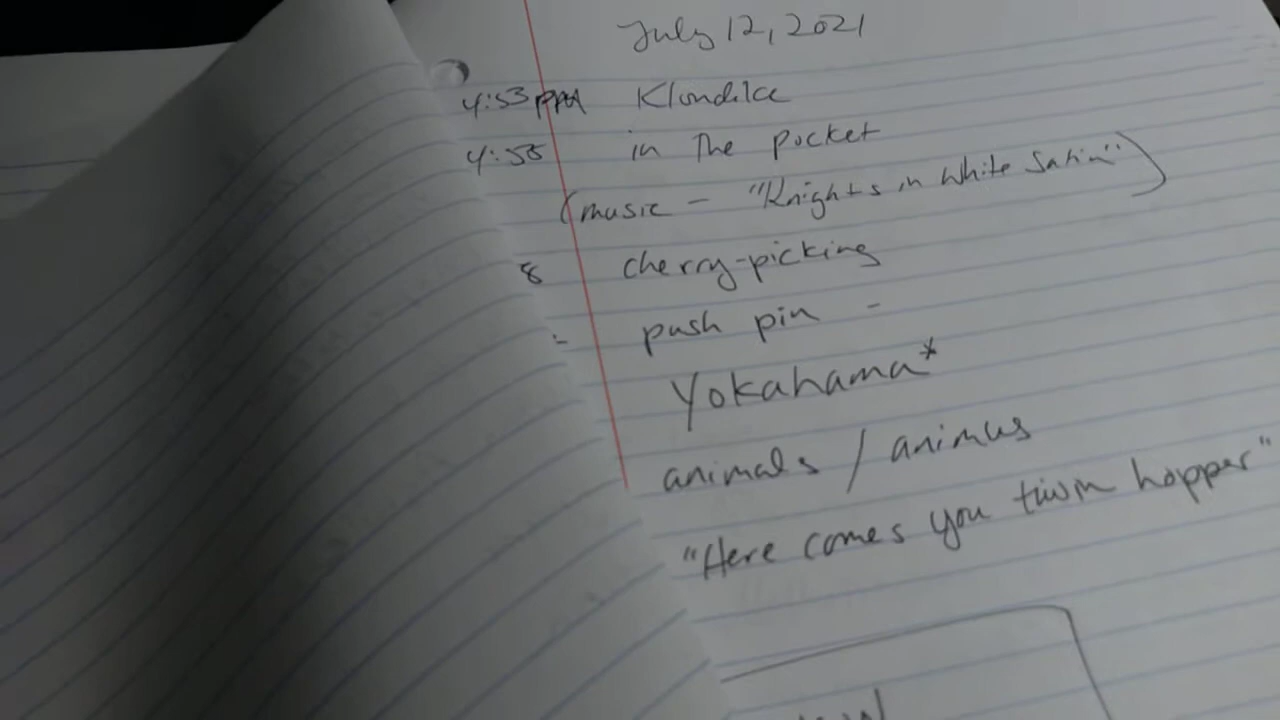 July 12, 2021
4:53 PM Klondike
4:58 in The pocket
(music - "Knights in White Satin")
8 cherry-picking
push pin -
Yokahama*
animals / animus
"Here comes you twin hopper"